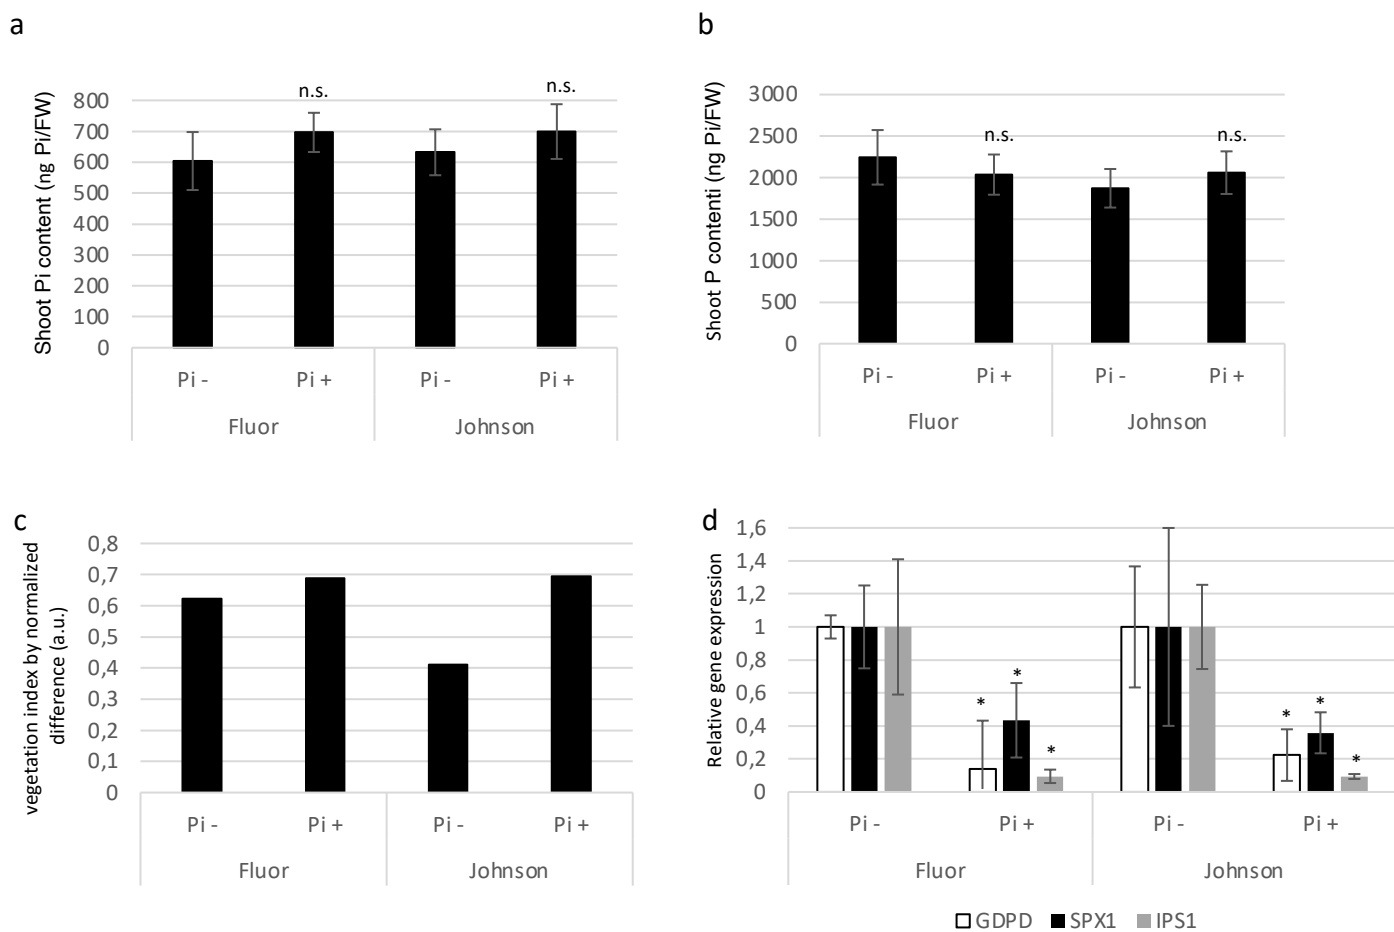 a
Shoot Pi content (ng Pi/FW)
800
700
600
500
400
300
200
100
0
n.s.
n.s.
Pi -
Pi +
Pi -
Pi +
Fluor
Johnson
b
Shoot P contenti (ng Pi/FW)
3000
2500
2000
1500
1000
500
0
n.s.
n.s.
Pi -
Pi +
Pi -
Pi +
Fluor
Johnson
c
vegetation index by normalized
difference (a.u.)
0,8
0,7
0,6
0,5
0,4
0,3
0,2
0,1
0
Pi -
Pi +
Pi -
Pi +
Fluor
Johnson
d
Relative gene expression
1,6
1,4
1,2
1
0,8
0,6
0,4
0,2
0
*
*
*
*
*
*
Pi -
Pi +
Pi -
Pi +
Fluor
Johnson
GDPD SPX1 IPS1